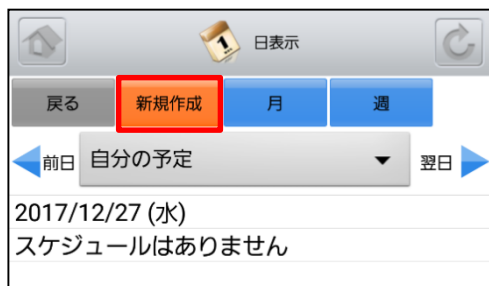 1 日表示
戻る 新規作成 月 週
前日 自分の予定 翌日
2017/12/27 (水)
スケジュールはありません